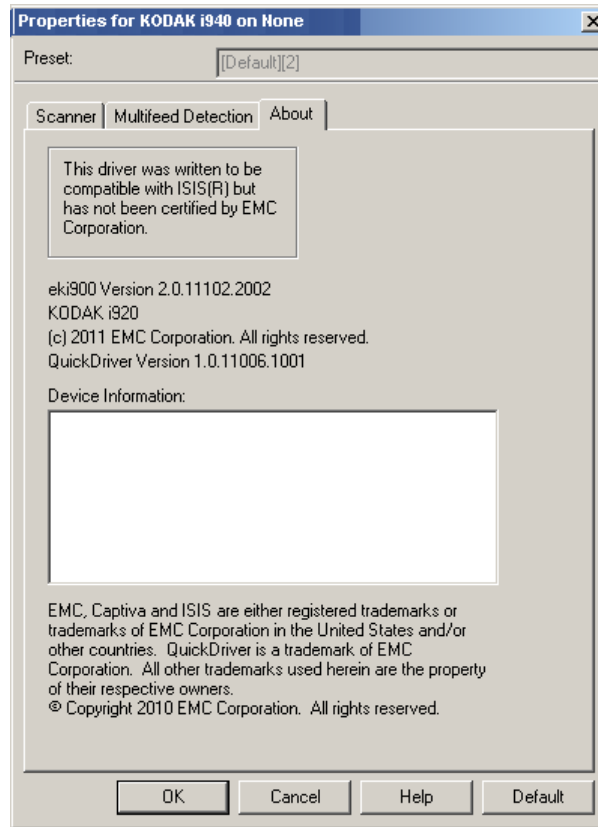 Properties for KODAK i940 on None
Preset:
[Default][2]
Scanner
Multifeed Detection
About
This driver was written to be
compatible with ISIS(R) but
has not been certified by EMC
Corporation.
eki900 Version 2.0.11102.2002
KODAK i920
(c) 2011 EMC Corporation. All rights reserved.
QuickDriver Version 1.0.11006.1001
Device Information:
EMC, Captiva and ISIS are either registered trademarks or
trademarks of EMC Corporation in the United States and/or
other countries.  QuickDriver is a trademark of EMC
Corporation.  All other trademarks used herein are the property
of their respective owners.
© Copyright 2010 EMC Corporation.  All rights reserved.
OK
Cancel
Help
Default